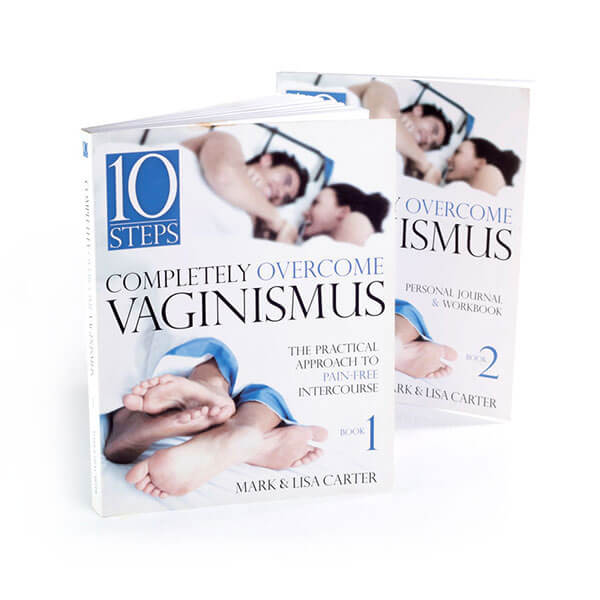 10
STEPS
COMPLETELY OVERCOME
VAGINISMUS
THE PRACTICAL
APPROACH TO
PAIN-FREE
INTERCOURSE
BOOK 1
MARK & LISA CARTER
OVERCOME
ISMUS
PERSONAL JOURNAL
& WORKBOOK
BOOK 2
ARK & LISA CARTER